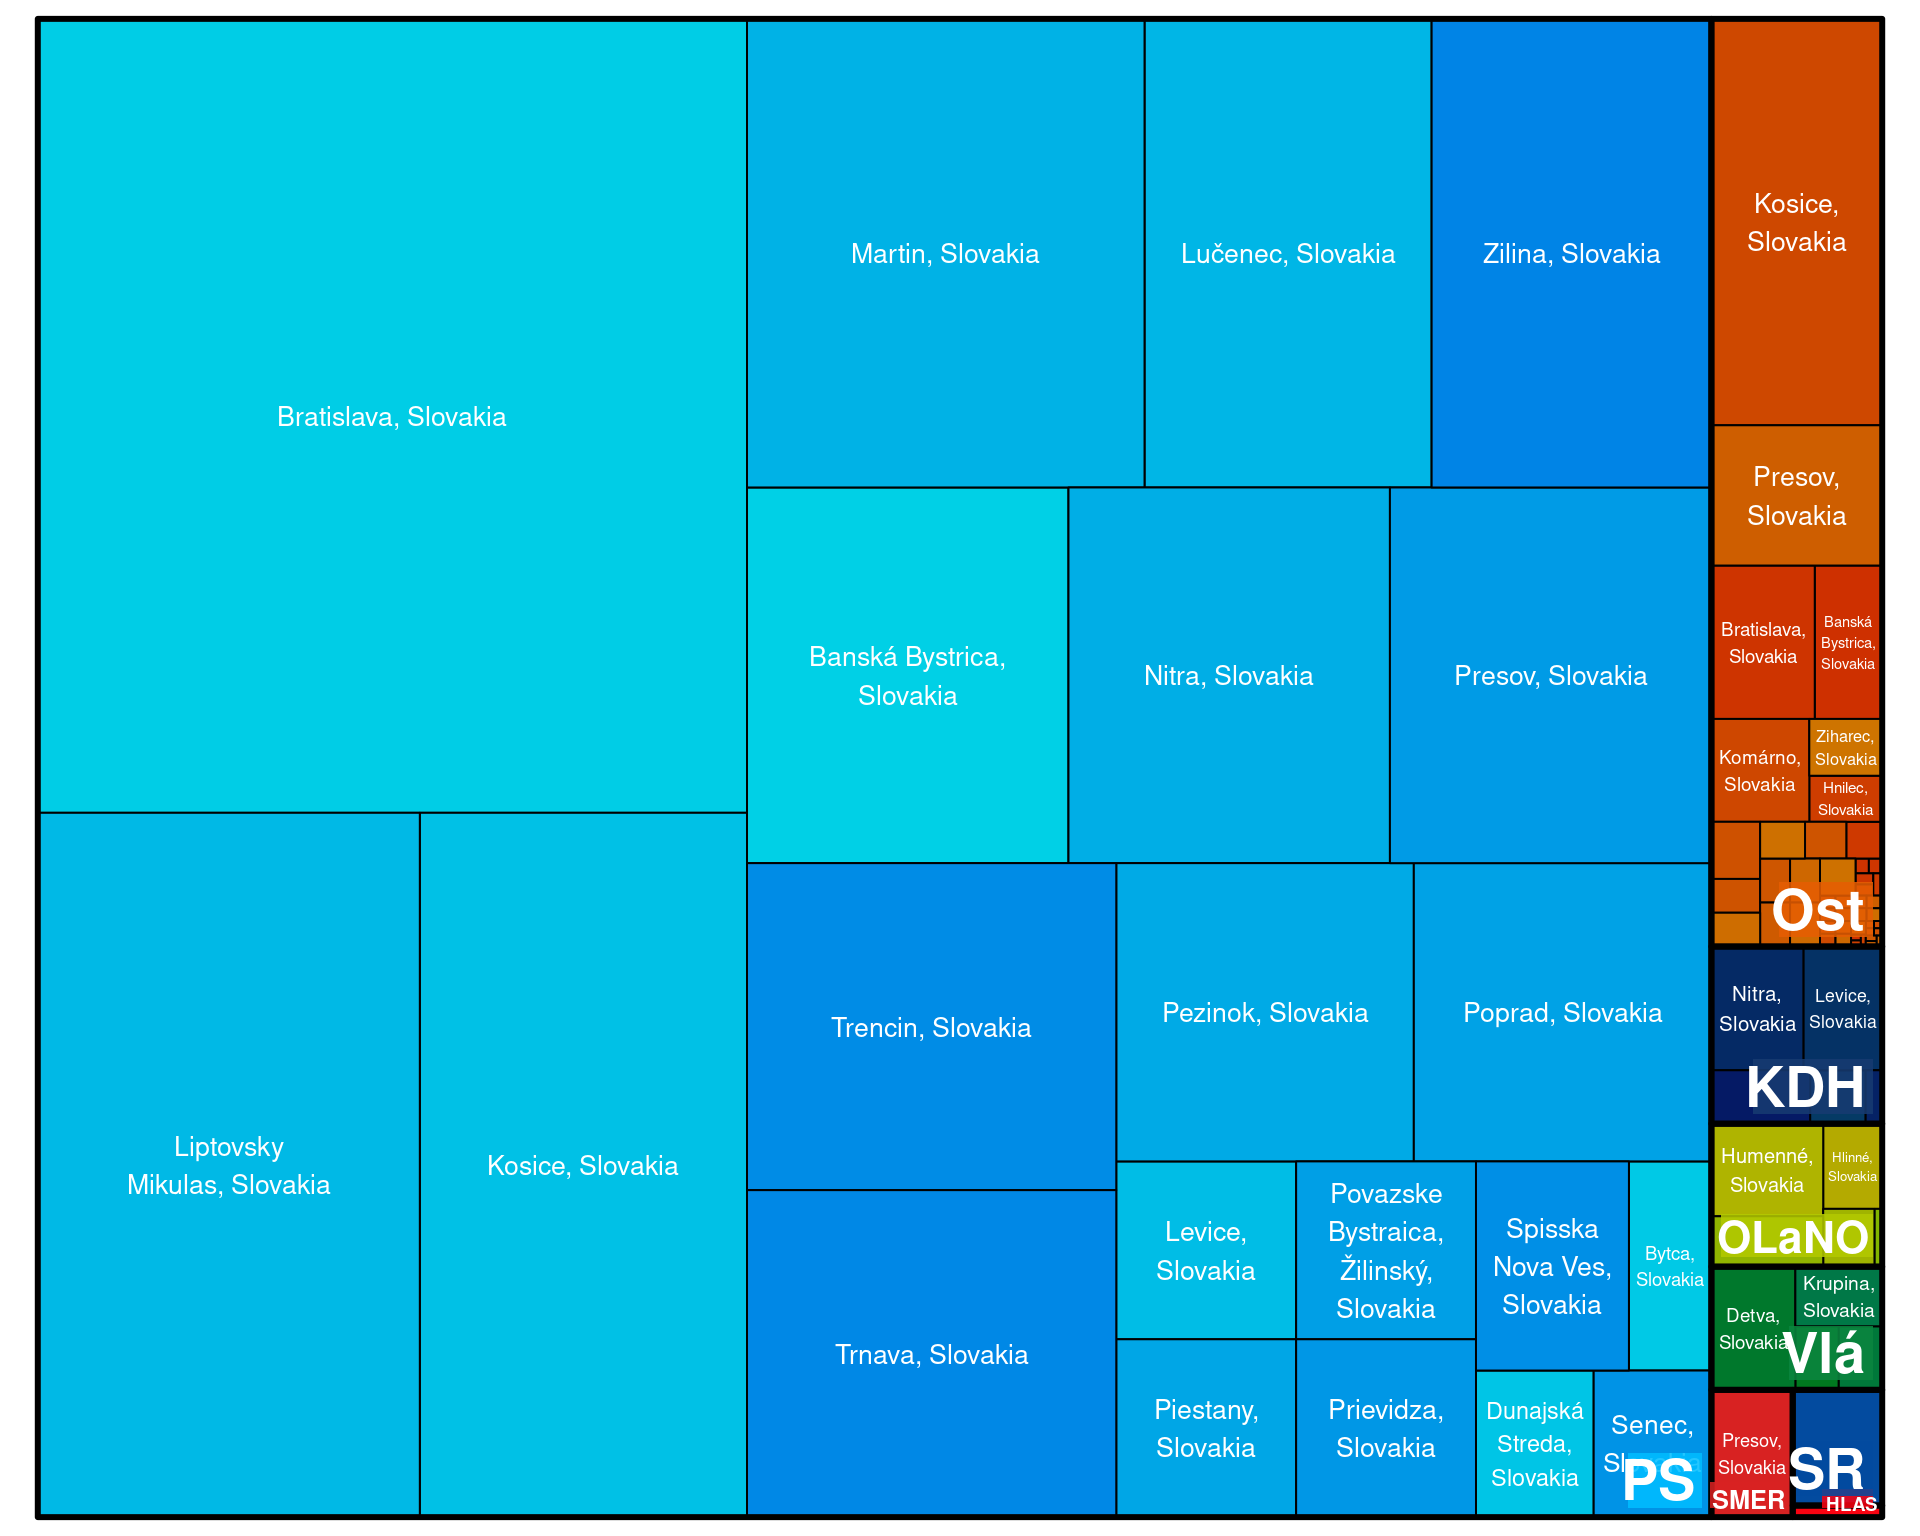 Bratislava, Slovakia
Martin, Slovakia
Lučenec, Slovakia
Zilina, Slovakia
Banská Bystrica,
Slovakia
Nitra, Slovakia
Presov, Slovakia
Liptovsky
Mikulas, Slovakia
Kosice, Slovakia
Trencin, Slovakia
Pezinok, Slovakia
Poprad, Slovakia
Trnava, Slovakia
Levice,
Slovakia
Povazske
Bystraica,
Žilinský,
Slovakia
Spisska
Nova Ves,
Slovakia
Bytca,
Slovakia
Piestany,
Slovakia
Prievidza,
Slovakia
Dunajská
Streda,
Slovakia
Senec,
Slovakia
PS
Kosice,
Slovakia
Presov,
Slovakia
Bratislava,
Slovakia
Banská
Bystrica,
Slovakia
Komárno,
Slovakia
Ziharec,
Slovakia
Hnilec,
Slovakia
Ost
Nitra,
Slovakia
Levice,
Slovakia
KDH
Humenné,
Slovakia
Hlinné,
Slovakia
OLaNO
Detva,
Slovakia
Krupina,
Slovakia
Vlá
Presov,
Slovakia
SMER
SR
HLAS